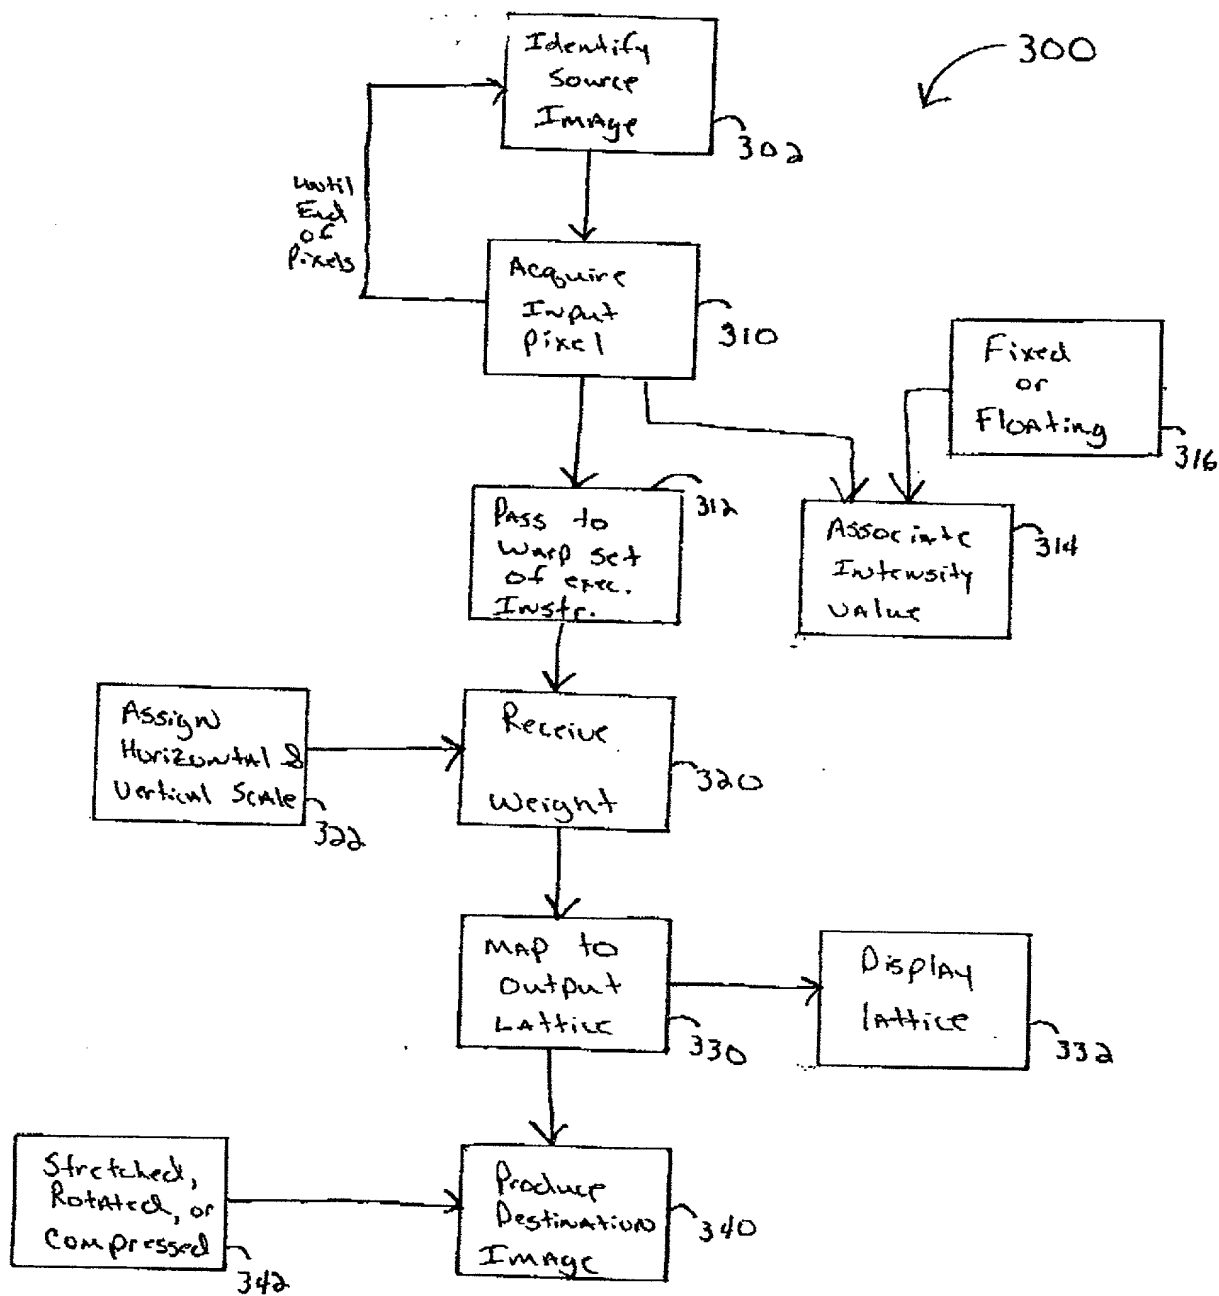 Identify
Source
Image
302
300
until
End
of
Pixels
Acquire
Input
Pixel
310
Fixed
or
Floating
316
Pass to
Warp set
of exec.
Instr.
312
Associate
Intensity
Value
314
Assign
Horizontal &
Vertical Scale
322
Receive
Weight
320
Map to
Output
Lattice
330
Display
lattice
332
Stretched,
Rotated, or
Compressed
342
Produce
Destination
Image
340